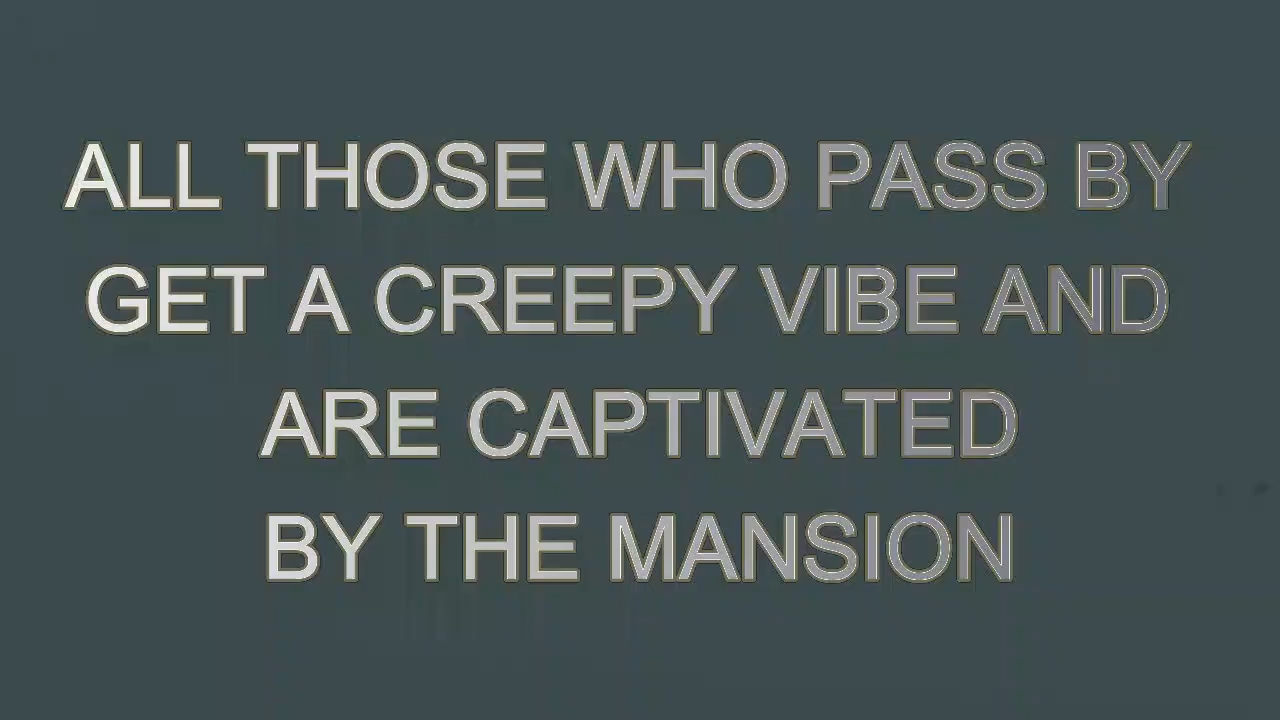 ALL THOSE WHO PASS BY
GET A CREEPY VIBE AND
ARE CAPTIVATED
BY THE MANSION